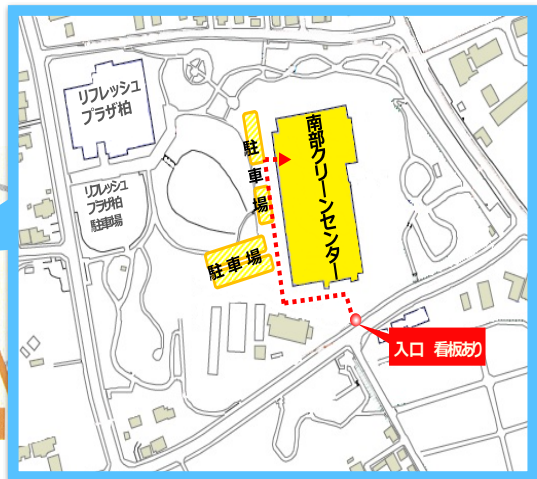 リフレッシュ
プラザ柏
リフレッシュ
プラザ柏
駐車場
駐車場
駐車場
南部クリーンセンター
入口 看板あり